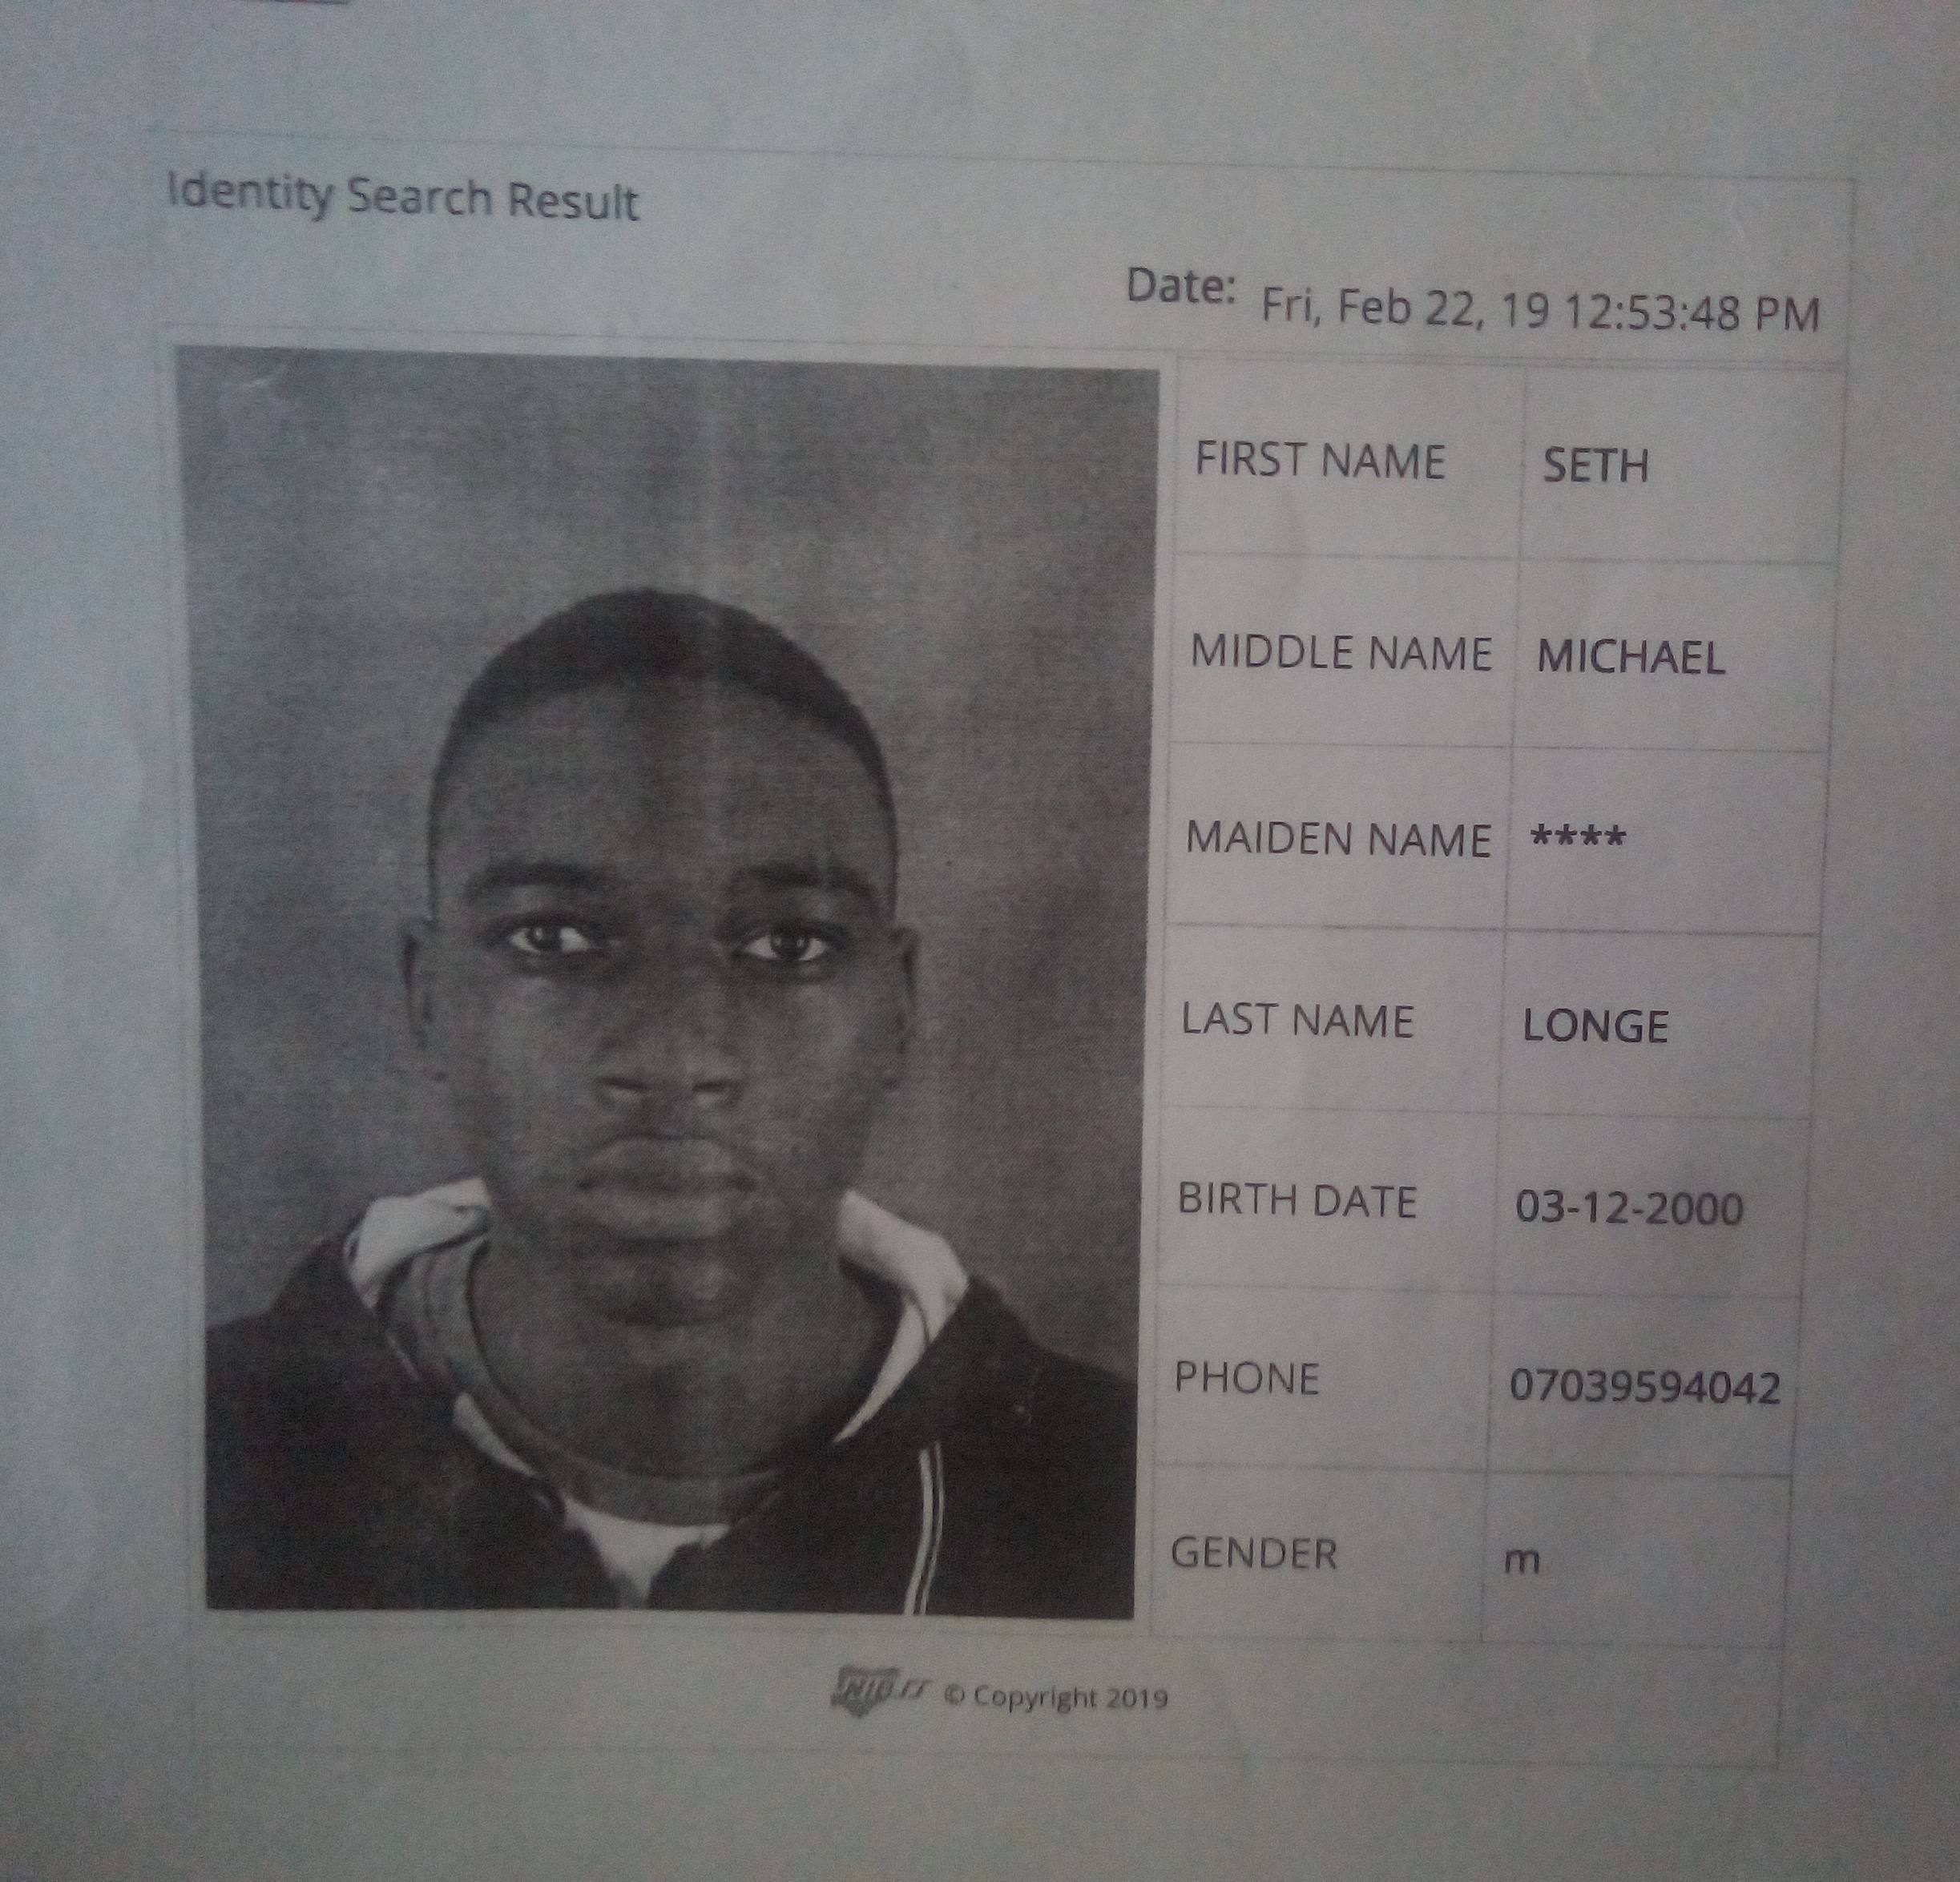 Identity Search Result
Date: Fri, Feb 22, 19 12:53:48 PM
FIRST NAME SETH
MIDDLE NAME MICHAEL
MAIDEN NAME ****
LAST NAME LONGE
BIRTH DATE 03-12-2000
PHONE 07039594042
GENDER m
NIBSS © Copyright 2019